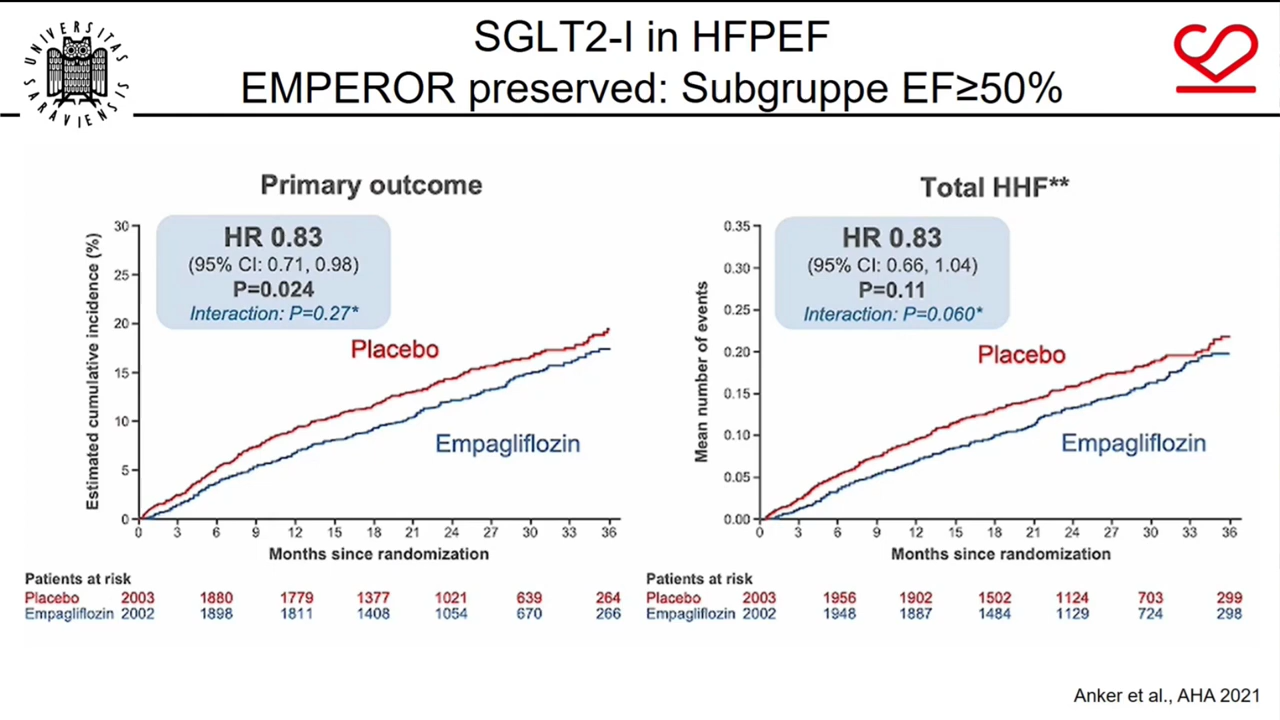 UNIVERSITAS
SARAVIENSIS
SGLT2-I in HFPEF
EMPEROR preserved: Subgruppe EF≥50%
Primary outcome
HR 0.83
(95% CI: 0.71, 0.98)
P=0.024
Interaction: P=0.27*
Placebo
Empagliflozin
Estimated cumulative incidence (%)
30
25
20
15
10
5
0
0 3 6 9 12 15 18 21 24 27 30 33 36
Months since randomization
Patients at risk
Placebo 2003 1880 1779 1377 1021 639 264
Empagliflozin 2002 1898 1811 1408 1054 670 266
Total HHF**
HR 0.83
(95% CI: 0.66, 1.04)
P=0.11
Interaction: P=0.060*
Placebo
Empagliflozin
Mean number of events
0.35
0.30
0.25
0.20
0.15
0.10
0.05
0.00
0 3 6 9 12 15 18 21 24 27 30 33 36
Months since randomization
Patients at risk
Placebo 2003 1956 1902 1502 1124 703 299
Empagliflozin 2002 1948 1887 1484 1129 724 298
Anker et al., AHA 2021